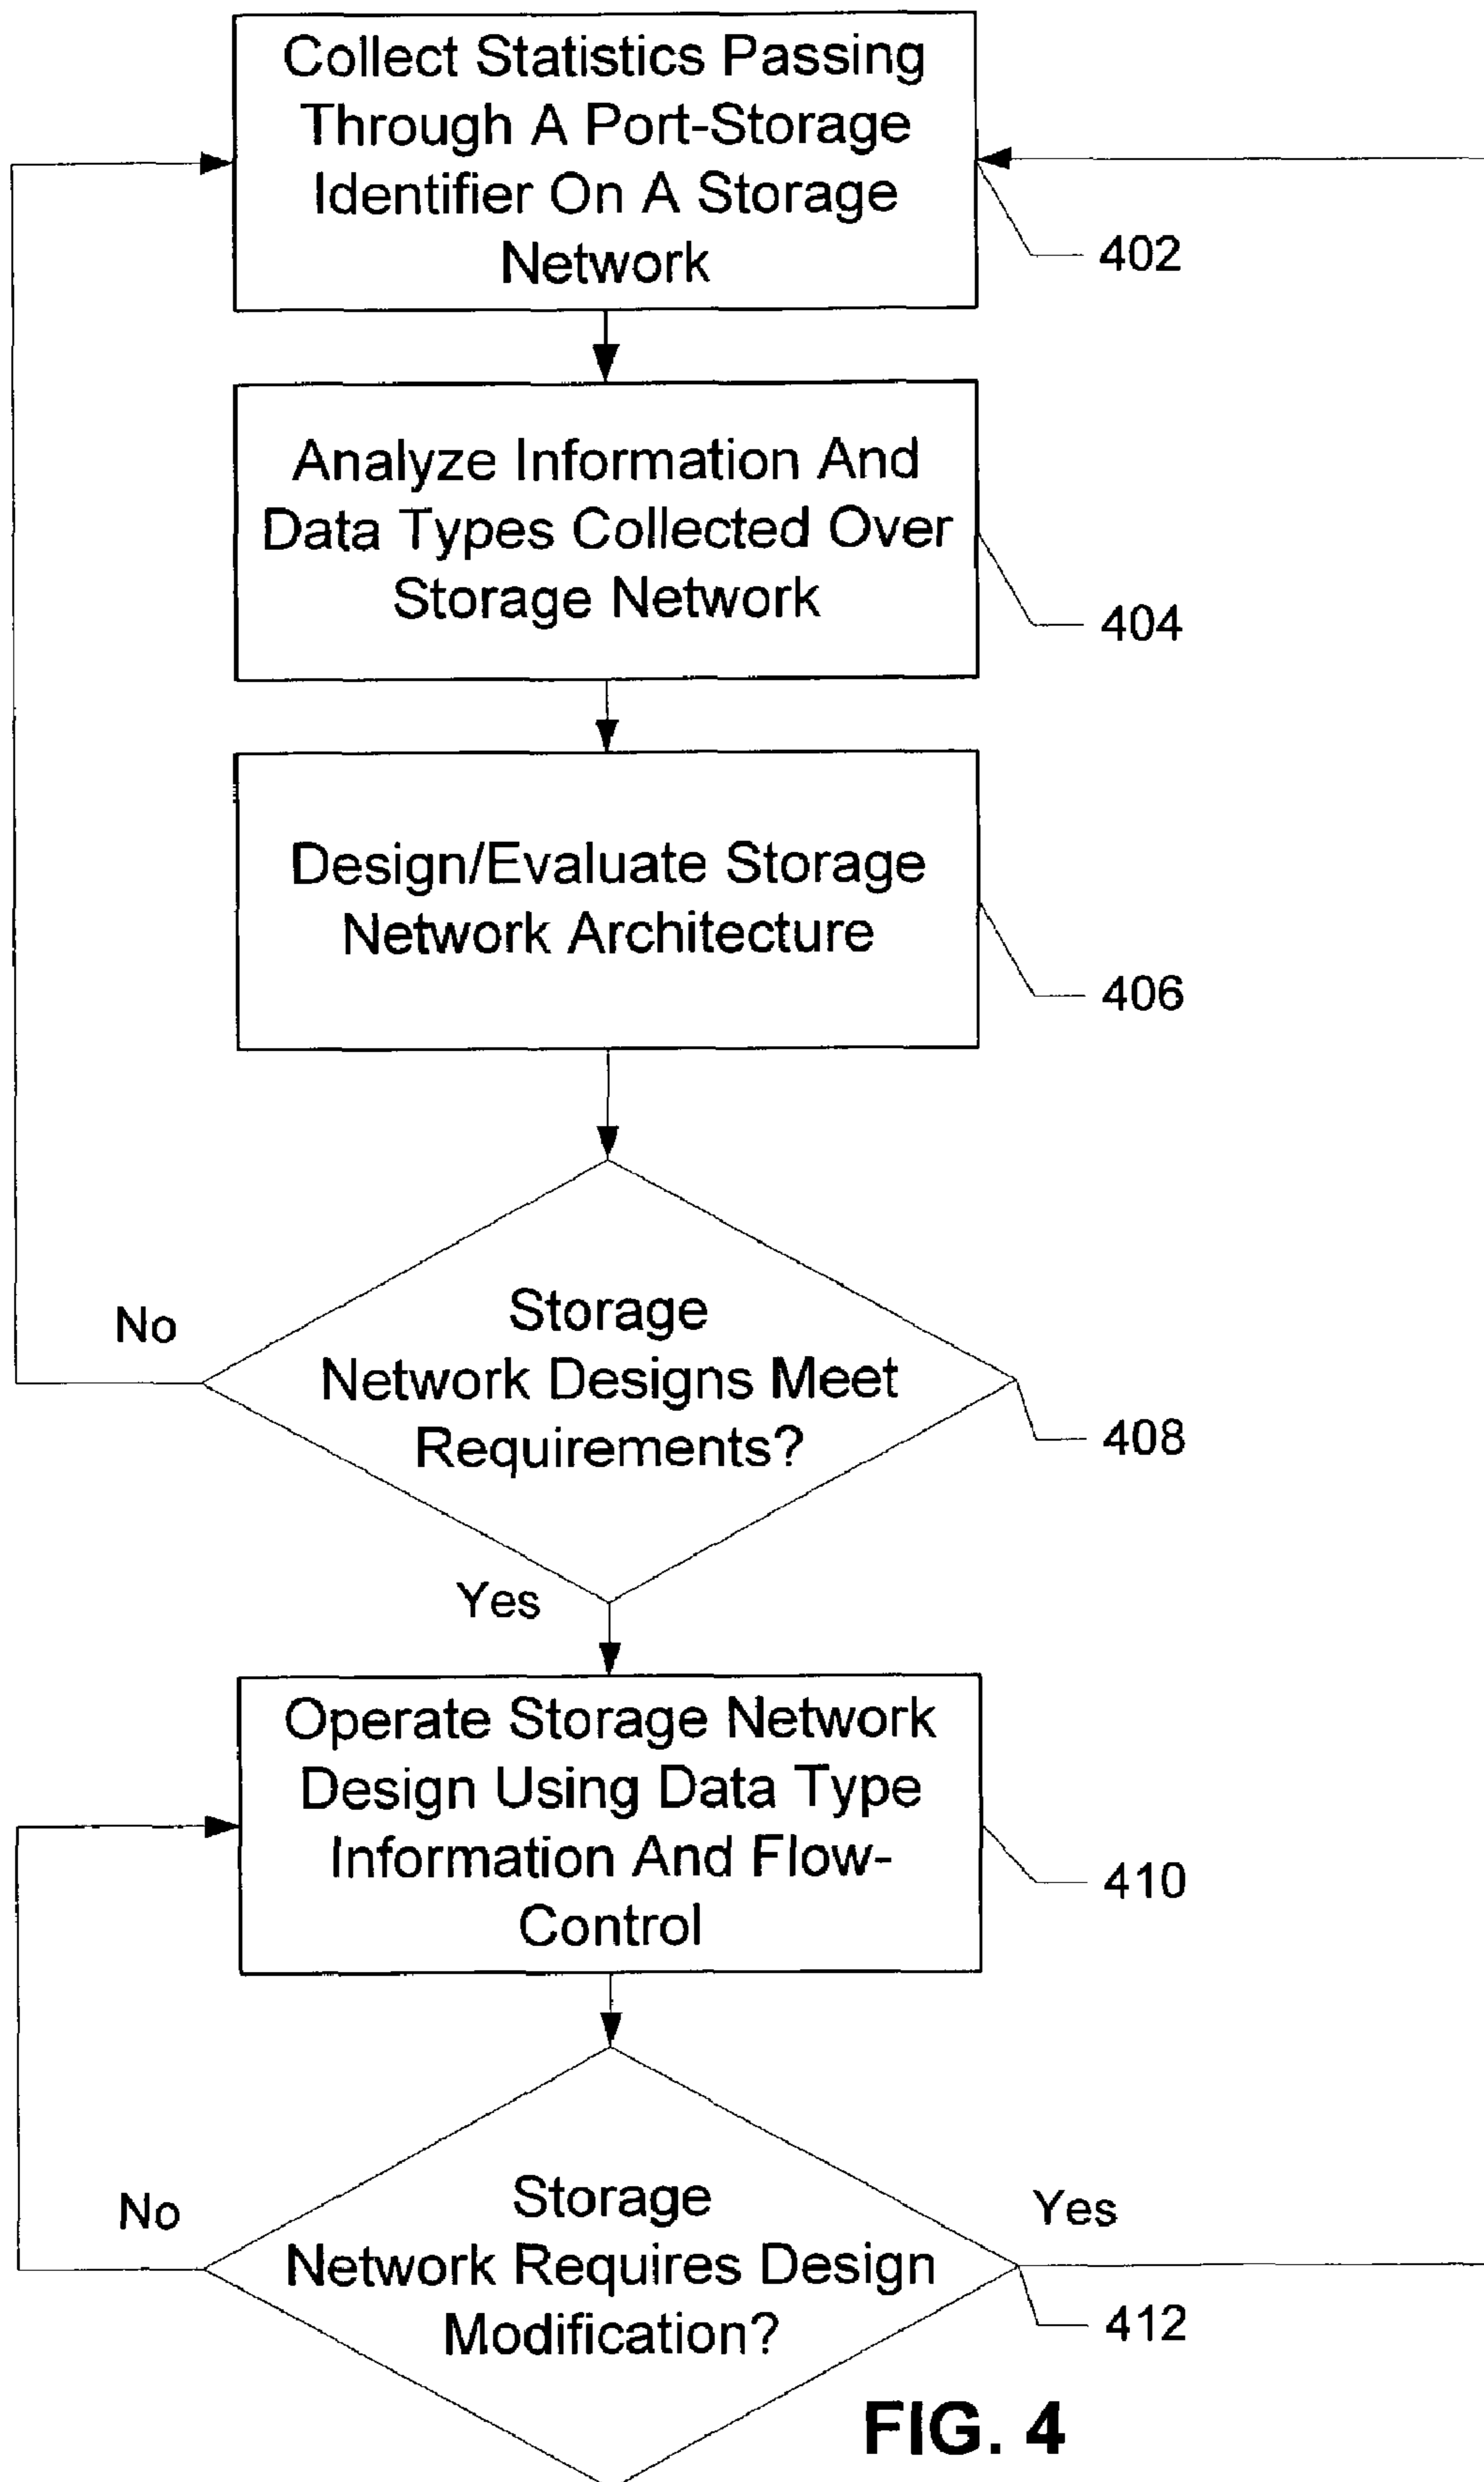 Collect Statistics Passing
Through A Port-Storage
Identifier On A Storage
Network
402
Analyze Information And
Data Types Collected Over
Storage Network
404
Design/Evaluate Storage
Network Architecture
406
Storage
Network Designs Meet
Requirements?
No
408
Yes
Operate Storage Network
Design Using Data Type
Information And Flow-
Control
410
Storage
Network Requires Design
Modification?
No
Yes
412
FIG. 4